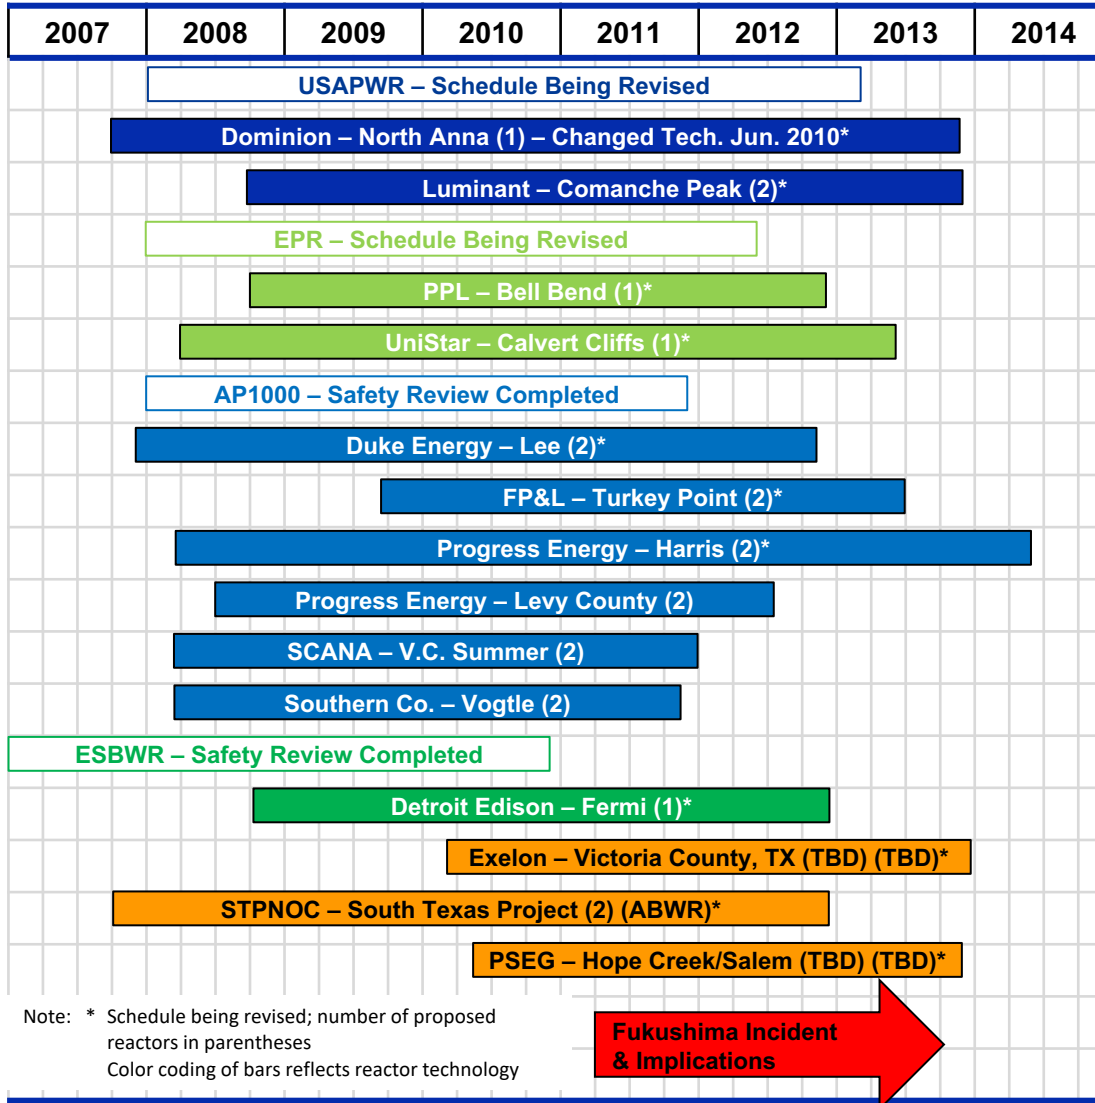 2007 2008 2009 2010 2011 2012 2013 2014
USAPWR – Schedule Being Revised
Dominion – North Anna (1) – Changed Tech. Jun. 2010*
Luminant – Comanche Peak (2)*
EPR – Schedule Being Revised
PPL – Bell Bend (1)*
UniStar – Calvert Cliffs (1)*
AP1000 – Safety Review Completed
Duke Energy – Lee (2)*
FP&L – Turkey Point (2)*
Progress Energy – Harris (2)*
Progress Energy – Levy County (2)
SCANA – V.C. Summer (2)
Southern Co. – Vogtle (2)
ESBWR – Safety Review Completed
Detroit Edison – Fermi (1)*
Exelon – Victoria County, TX (TBD) (TBD)*
STPNOC – South Texas Project (2) (ABWR)*
PSEG – Hope Creek/Salem (TBD) (TBD)*
Note: * Schedule being revised; number of proposed
reactors in parentheses
Color coding of bars reflects reactor technology
Fukushima Incident
& Implications